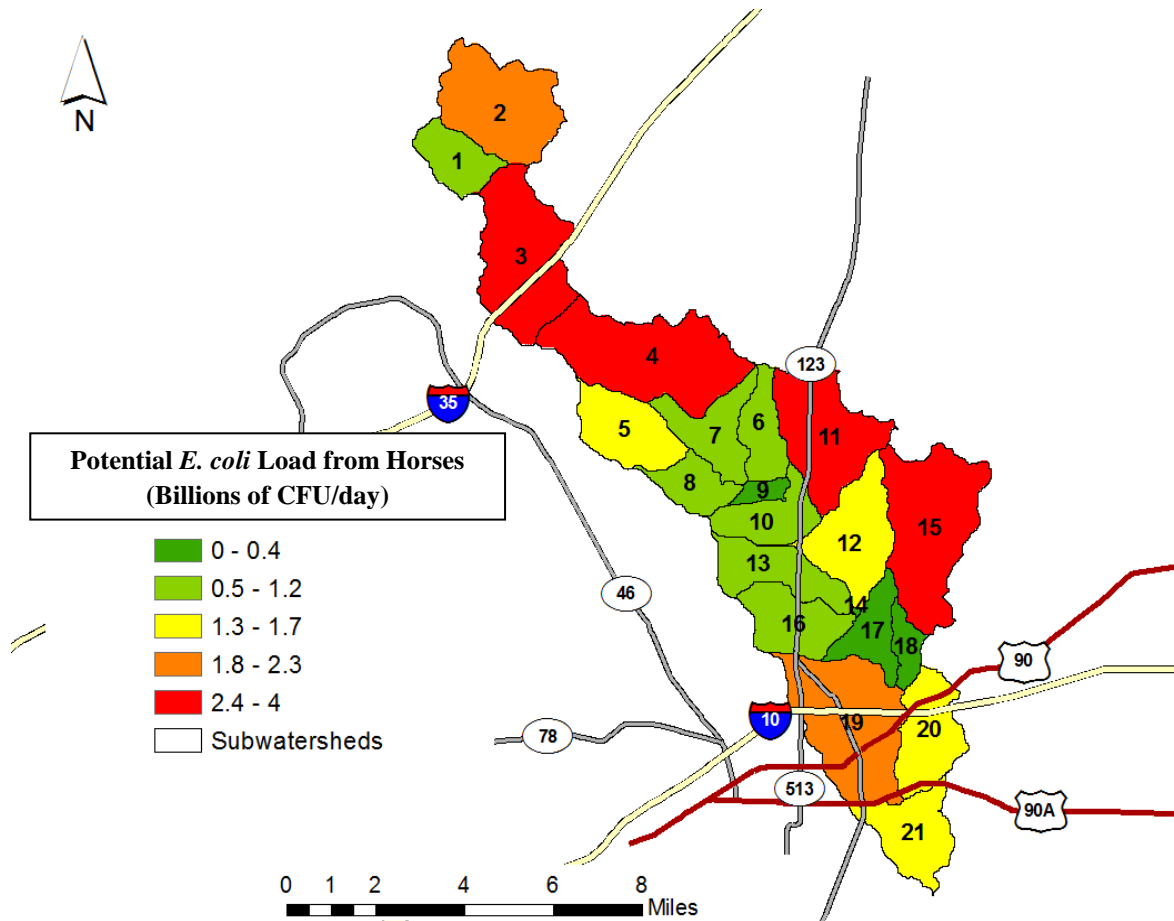 N
2
1
3
4
123
35
5
7
6
11
Potential E. coli Load from Horses
(Billions of CFU/day)
8
9
10
12
15
0 - 0.4
0.5 - 1.2
1.3 - 1.7
1.8 - 2.3
2.4 - 4
Subwatersheds
13
46
14
16
17
18
90
10
19
20
78
513
90A
21
0 1 2 4 6 8
Miles